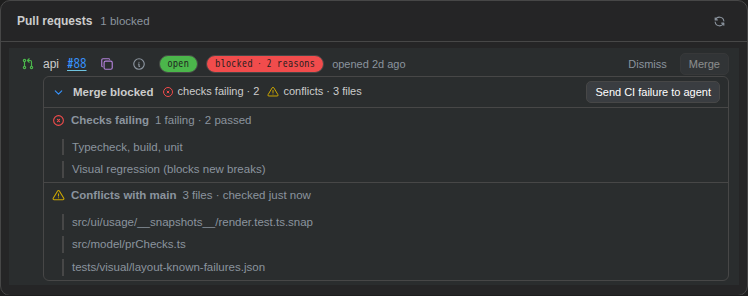 Pull requests 1 blocked
api #88 open blocked · 2 reasons opened 2d ago Dismiss Merge
Merge blocked checks failing · 2 conflicts · 3 files Send CI failure to agent
Checks failing 1 failing · 2 passed
Typecheck, build, unit
Visual regression (blocks new breaks)
Conflicts with main 3 files · checked just now
src/ui/usage/__snapshots__/render.test.ts.snap
src/model/prChecks.ts
tests/visual/layout-known-failures.json